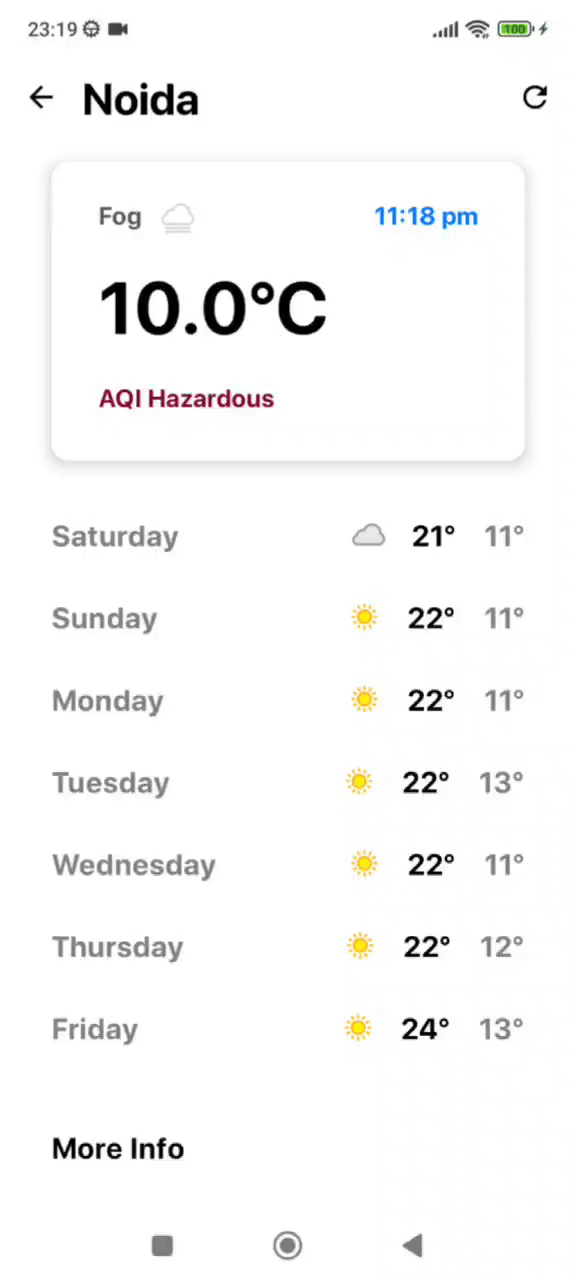 23:19 100
Noida
Fog 11:18 pm
10.0°C
AQI Hazardous
Saturday 21° 11°
Sunday 22° 11°
Monday 22° 11°
Tuesday 22° 13°
Wednesday 22° 11°
Thursday 22° 12°
Friday 24° 13°
More Info